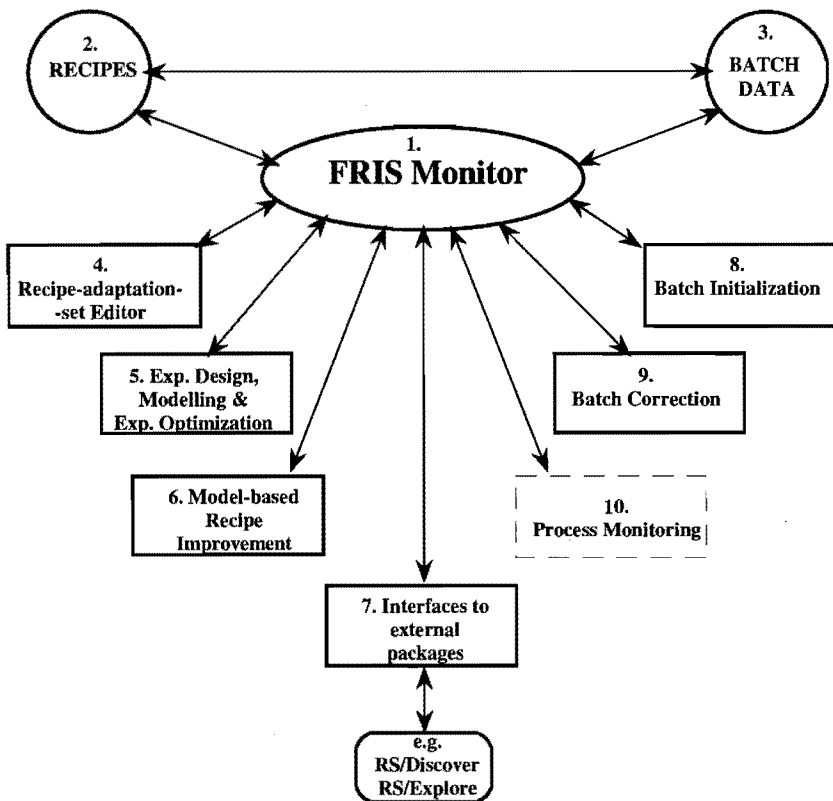 2.
RECIPES
3.
BATCH
DATA
1.
FRIS Monitor
4.
Recipe-adaptation-
-set Editor
8.
Batch Initialization
5. Exp. Design,
Modelling &
Exp. Optimization
9.
Batch Correction
6. Model-based
Recipe
Improvement
10.
Process Monitoring
7. Interfaces to
external
packages
e.g.
RS/Discover
RS/Explore